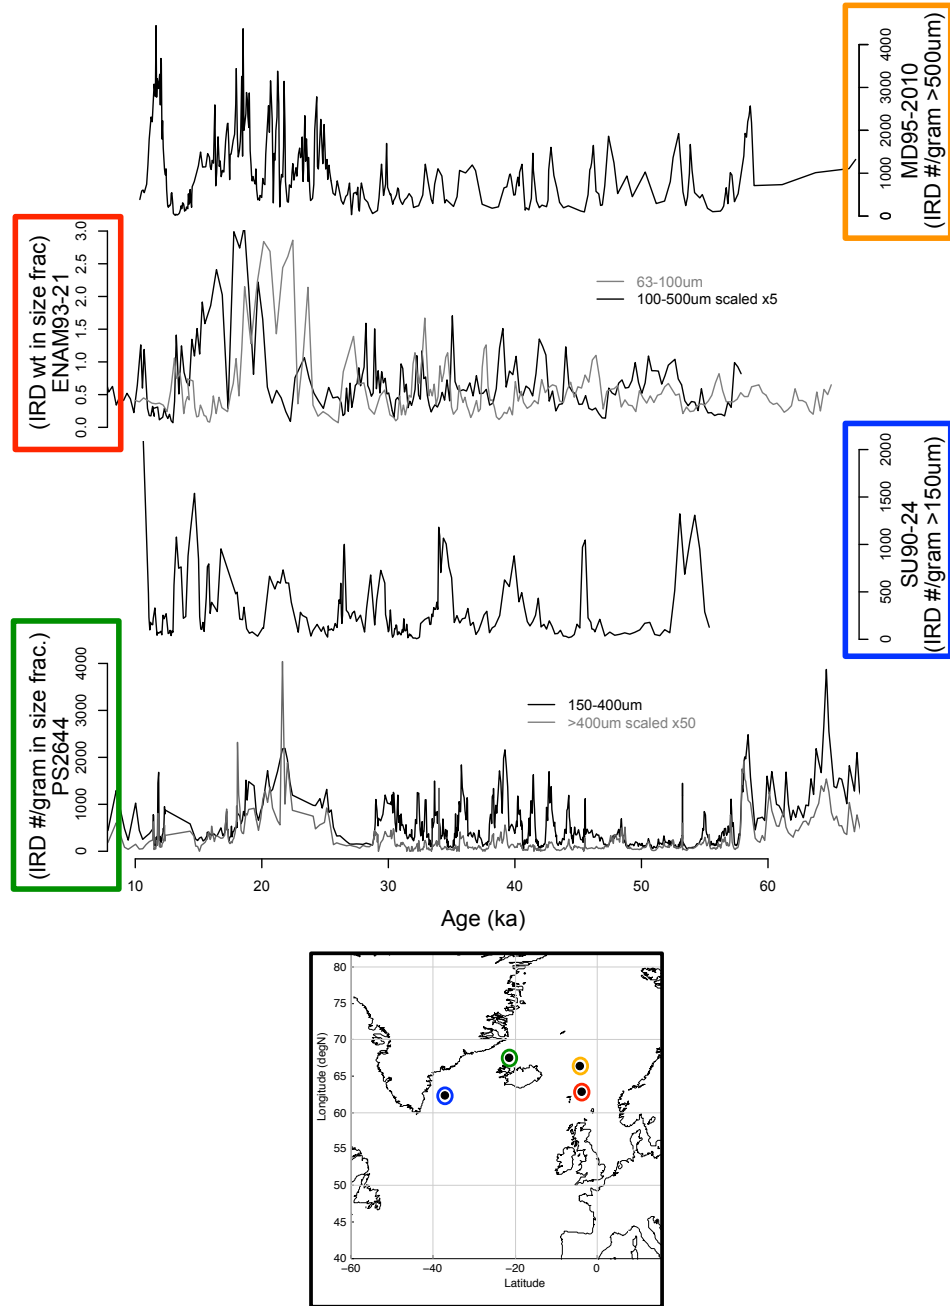 MD95-2010
(IRD #/gram >500um)
0 1000 2000 3000 4000
(IRD wt in size frac)
ENAM93-21
0.0 0.5 1.0 1.5 2.0 2.5 3.0
63-100um
100-500um scaled x5
SU90-24
(IRD #/gram >150um)
0 500 1000 1500 2000
(IRD #/gram in size frac.)
PS2644
0 1000 2000 3000 4000
150-400um
>400um scaled x50
10 20 30 40 50 60
Age (ka)
Longitude (degN)
80
75
70
65
60
55
50
45
40
−60 −40 −20 0
Latitude